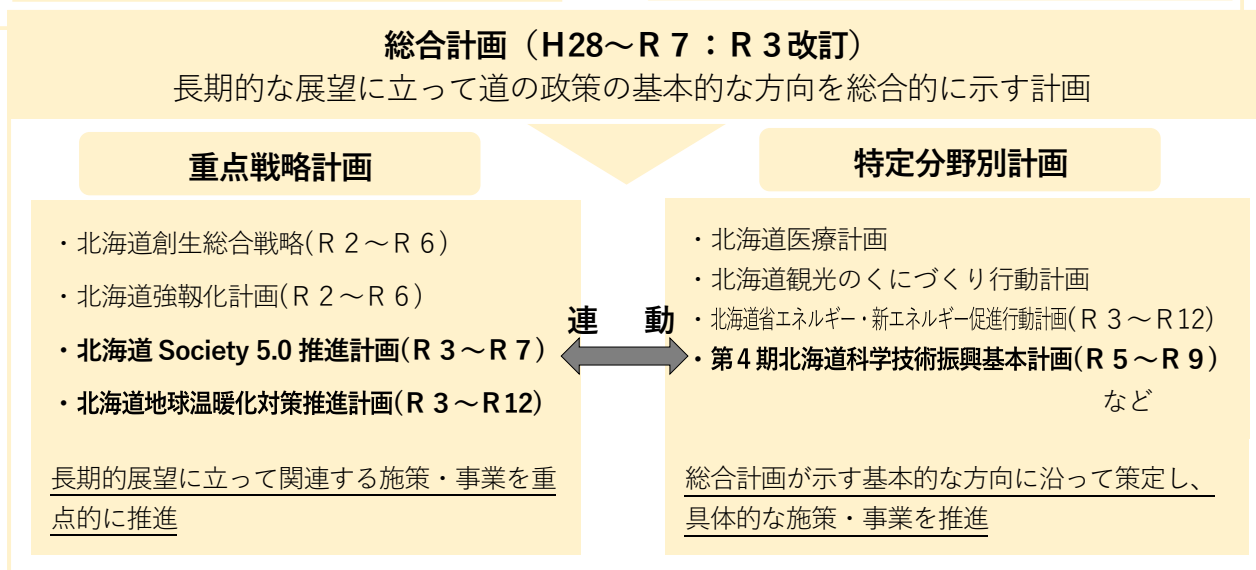 総合計画（H28～R７：R３改訂）
長期的な展望に立って道の政策の基本的な方向を総合的に示す計画
重点戦略計画
・北海道創生総合戦略(R２～R６)
・北海道強靱化計画(R２～R６)
・北海道 Society 5.0 推進計画(R３～R７)
・北海道地球温暖化対策推進計画(R３～R12)
長期的展望に立って関連する施策・事業を重
点的に推進
連　動
特定分野別計画
・北海道医療計画
・北海道観光のくにづくり行動計画
・北海道省エネルギー・新エネルギー促進行動計画(R３～R12)
・第４期北海道科学技術振興基本計画(R５～R９)
など
総合計画が示す基本的な方向に沿って策定し、
具体的な施策・事業を推進